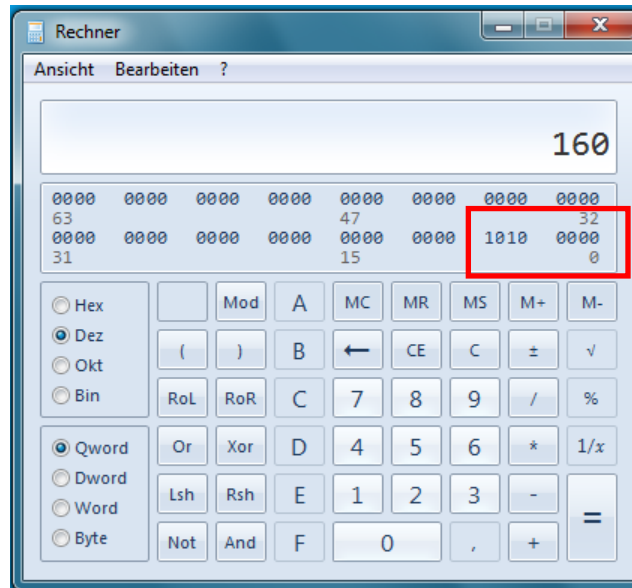 Rechner
Ansicht Bearbeiten ?
160
0000 0000 0000 0000 0000 0000 0000 0000
63 47 32
0000 0000 0000 0000 0000 0000 1010 0000
31 15 0
Hex Mod A MC MR MS M+ M-
Dez
( ) B ← CE C ± √
Okt
Bin RoL RoR C 7 8 9 / %
Qword Or Xor D 4 5 6 * 1/x
Dword
Lsh Rsh E 1 2 3 - =
Word
Byte Not And F 0 , +